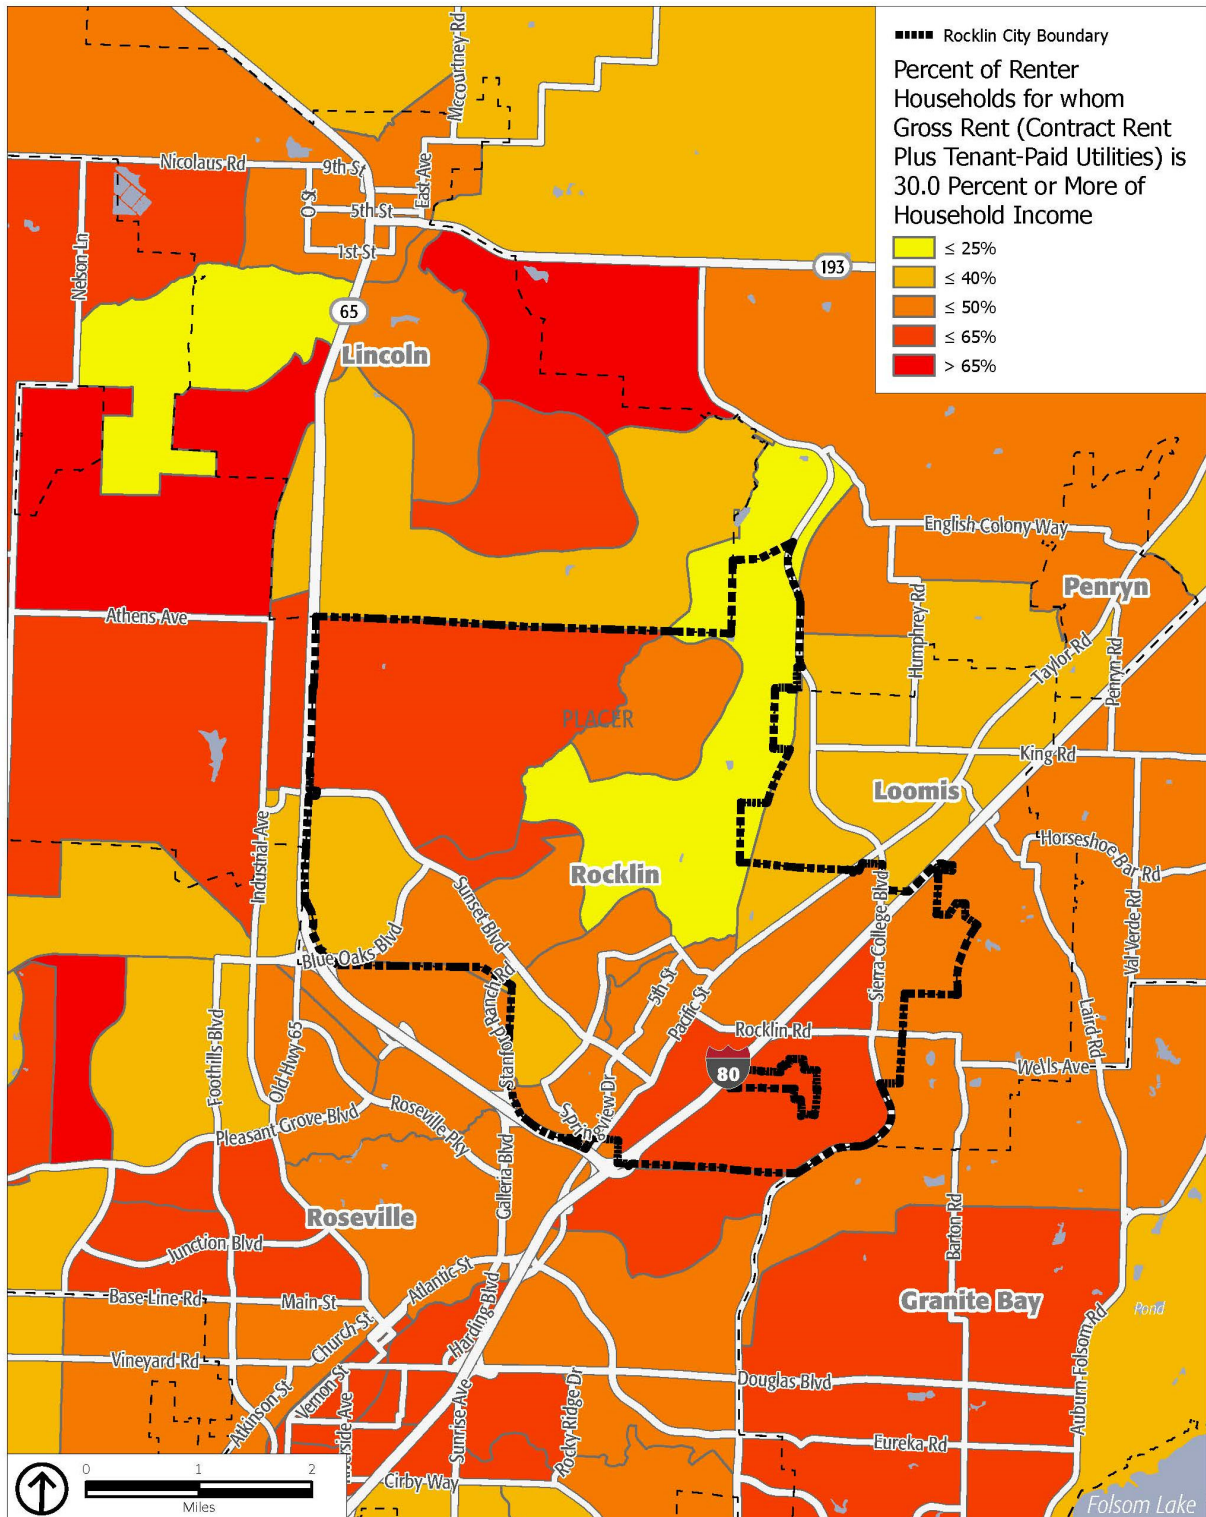 Rocklin City Boundary
Percent of Renter
Households for whom
Gross Rent (Contract Rent
Plus Tenant-Paid Utilities) is
30.0 Percent or More of
Household Income
≤ 25%
≤ 40%
≤ 50%
≤ 65%
> 65%
Mccourtney Rd
Nicolaus Rd
9th St
East Ave
O St
5th St
1st St
Nelson Ln
193
65
Lincoln
English Colony Way
Penryn
Athens Ave
Humphrey Rd
Taylor Rd
Penryn Rd
PLACER
King Rd
Loomis
Industrial Ave
Horseshoe Bar Rd
Rocklin
Sunset Blvd
Val Verde Rd
Sierra College Blvd
Blue Oaks Blvd
Stanford Ranch Rd
5th St
Pacific St
Rocklin Rd
Laird Rd
Foothills Blvd
Old Hwy 65
Wells Ave
80
Springview Dr
Pleasant Grove Blvd
Roseville Pky
Galleria Blvd
Barton Rd
Roseville
Junction Blvd
Atlantic St
Base Line Rd
Main St
Harding Blvd
Granite Bay
Pond
Church St
Vineyard Rd
Vernon St
Douglas Blvd
Auburn Folsom Rd
Atkinson St
Sunrise Ave
Rocky Ridge Dr
Eureka Rd
Cirby Way
0 1 2
Miles
Folsom Lake